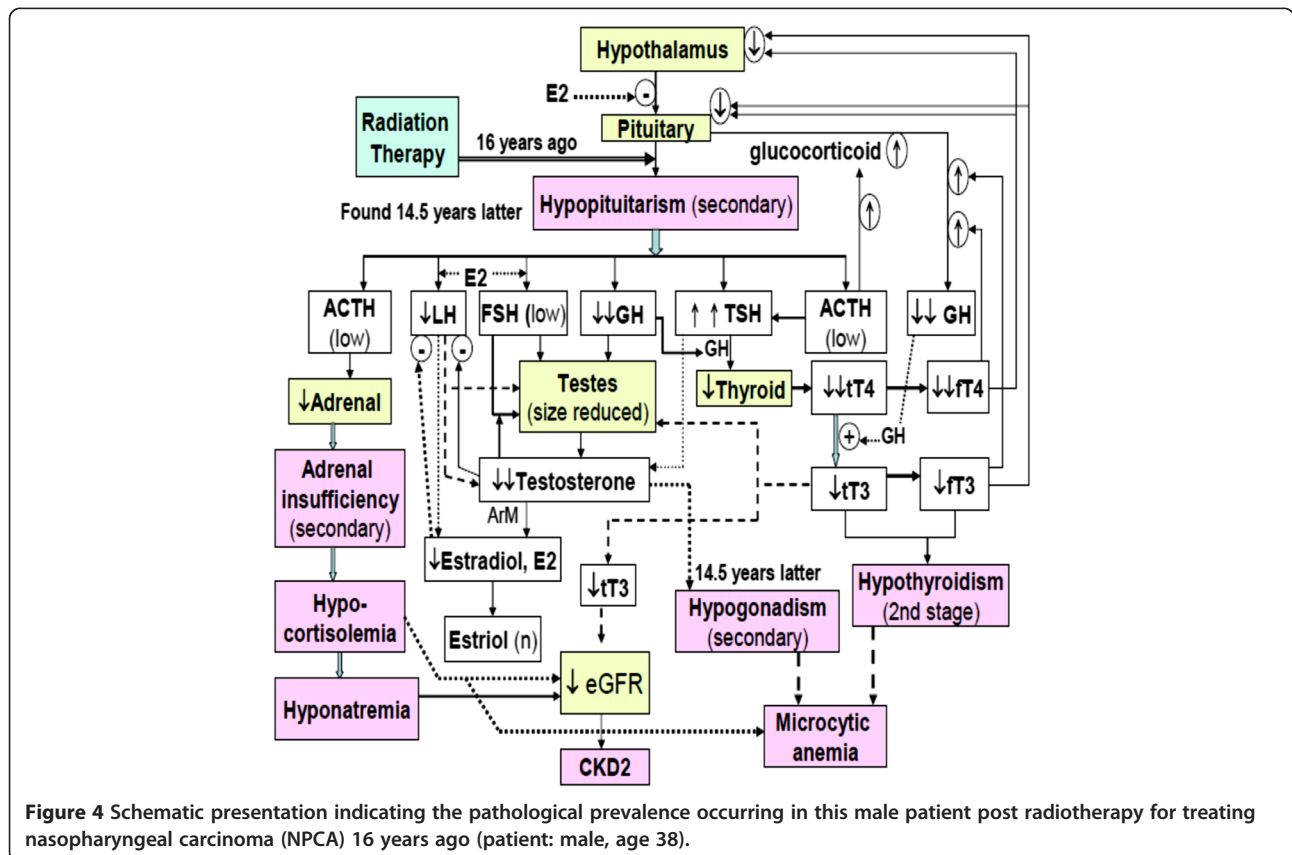 Hypothalamus
↓
E2
-
↓
Pituitary
Radiation
Therapy
16 years ago
glucocorticoid
↑
↑
↑
↑
Hypopituitarism (secondary)
Found 14.5 years latter
E2
ACTH
(low)
↓LH
FSH (low)
↓↓GH
↑ ↑ TSH
ACTH
(low)
↓↓ GH
-
-
GH
↓Adrenal
Testes
(size reduced)
↓Thyroid
↓↓tT4
↓↓fT4
+
GH
Adrenal
insufficiency
(secondary)
↓↓Testosterone
↓tT3
↓fT3
ArM
↓Estradiol, E2
↓tT3
14.5 years latter
Hypothyroidism
(2nd stage)
Hypo-
cortisolemia
Hypogonadism
(secondary)
Estriol (n)
↓ eGFR
Hyponatremia
Microcytic
anemia
CKD2
Figure 4 Schematic presentation indicating the pathological prevalence occurring in this male patient post radiotherapy for treating
nasopharyngeal carcinoma (NPCA) 16 years ago (patient: male, age 38).